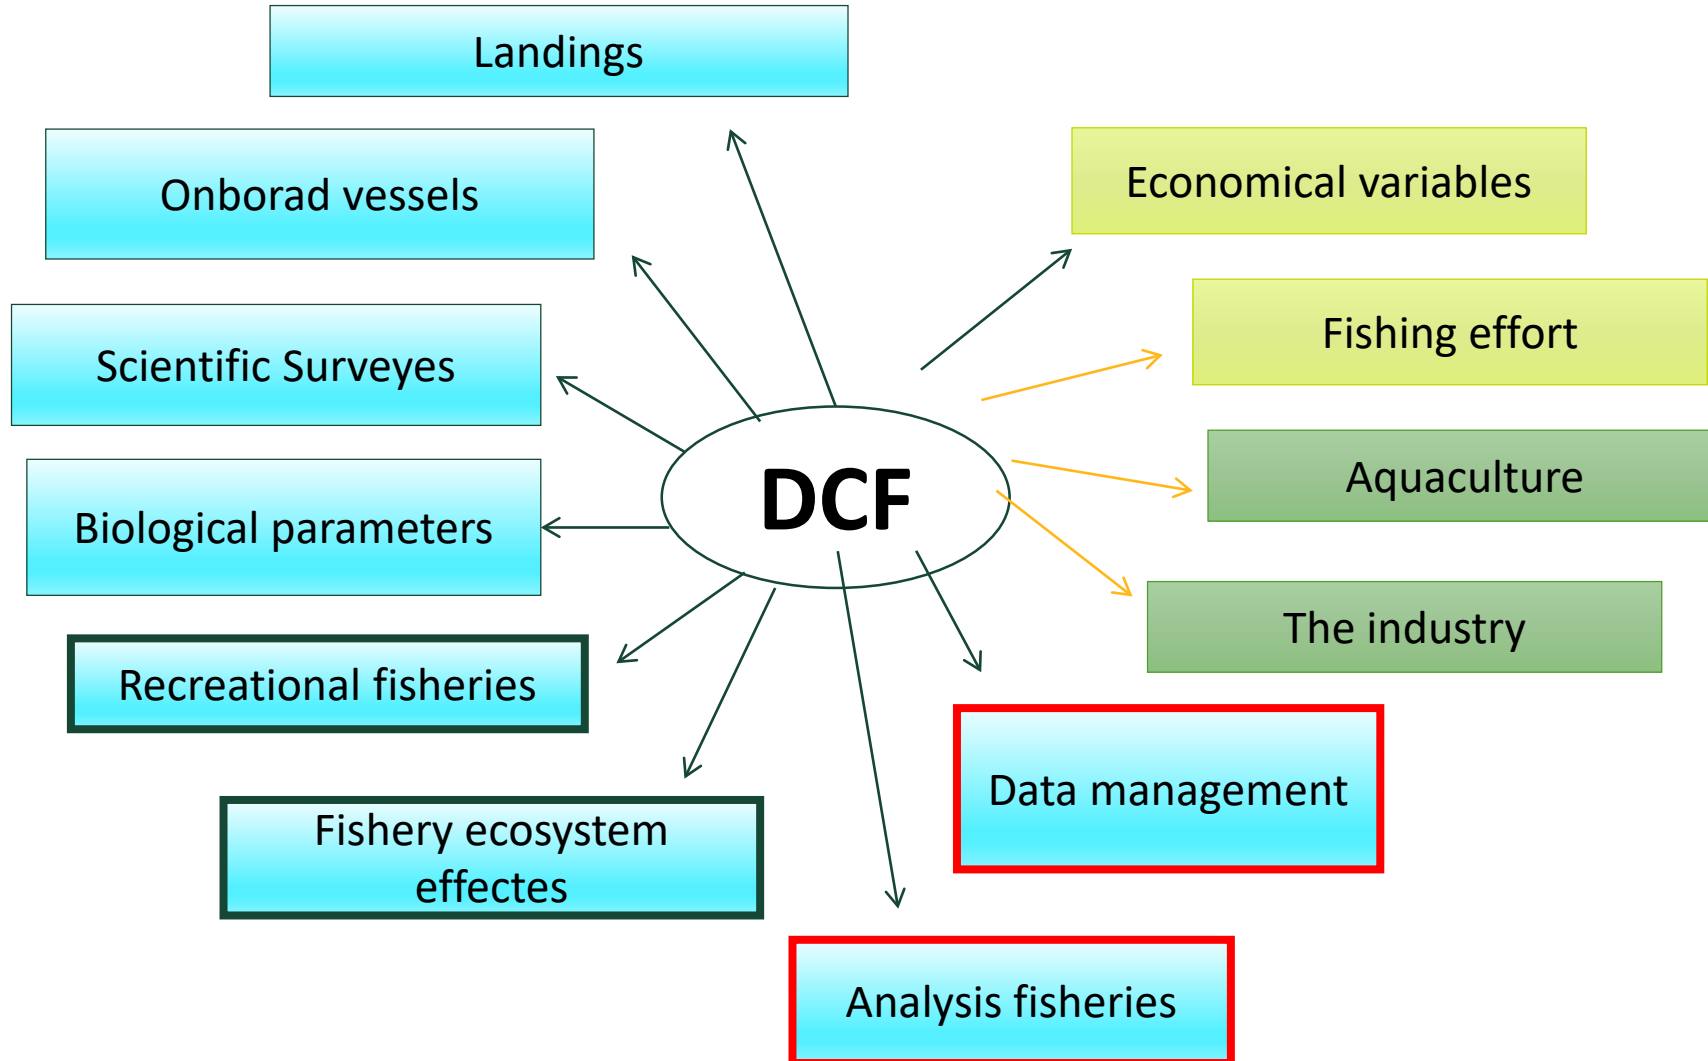 Landings
Onborad vessels
Economical variables
Scientific Surveyes
Fishing effort
DCF
Biological parameters
Aquaculture
Recreational fisheries
The industry
Fishery ecosystem
effectes
Data management
Analysis fisheries